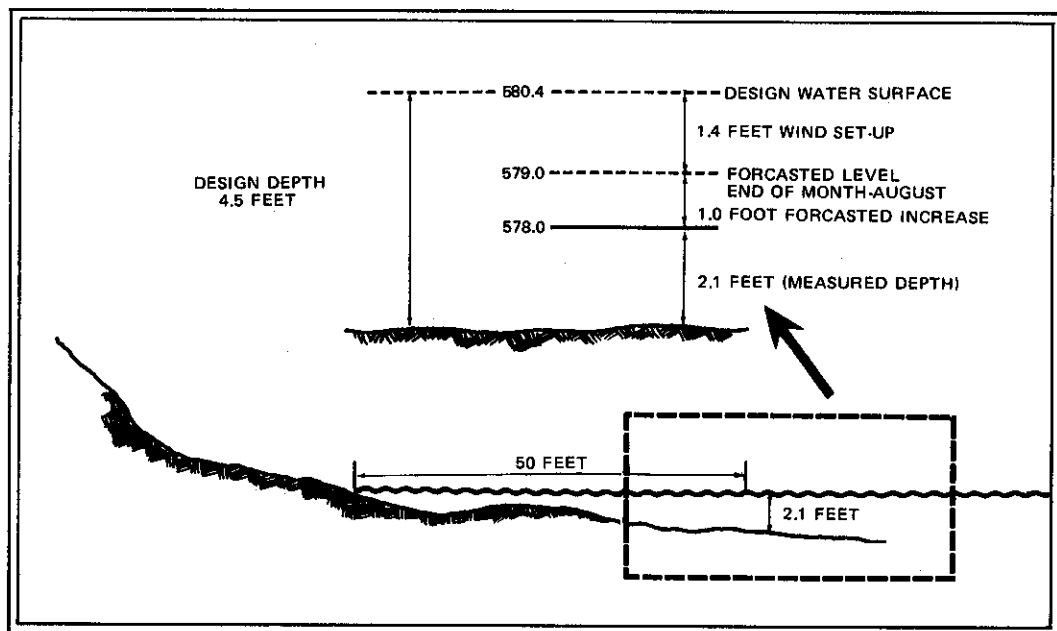 580.4 DESIGN WATER SURFACE
1.4 FEET WIND SET-UP
DESIGN DEPTH
4.5 FEET
579.0 FORCASTED LEVEL
END OF MONTH-AUGUST
1.0 FOOT FORCASTED INCREASE
578.0
2.1 FEET (MEASURED DEPTH)
50 FEET
2.1 FEET